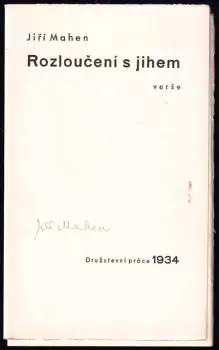 Jiří Mahen
Rozloučení s jihem
verše
Jiří Mahen
Družstevní práce 1934